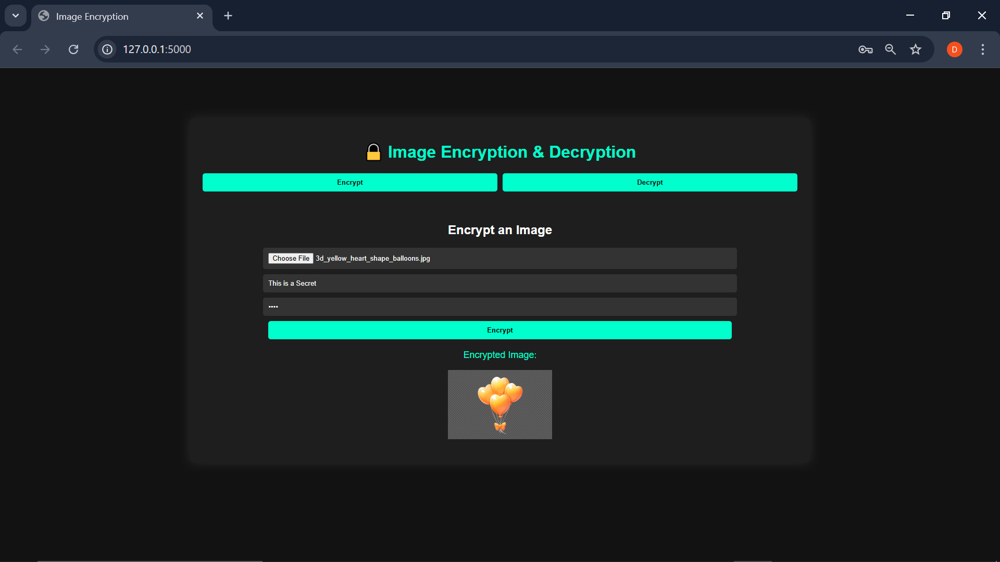 Image Encryption
127.0.0.1:5000
D
🔒 Image Encryption & Decryption
Encrypt Decrypt
Encrypt an Image
Choose File 3d_yellow_heart_shape_balloons.jpg
This is a Secret
••••
Encrypt
Encrypted Image: